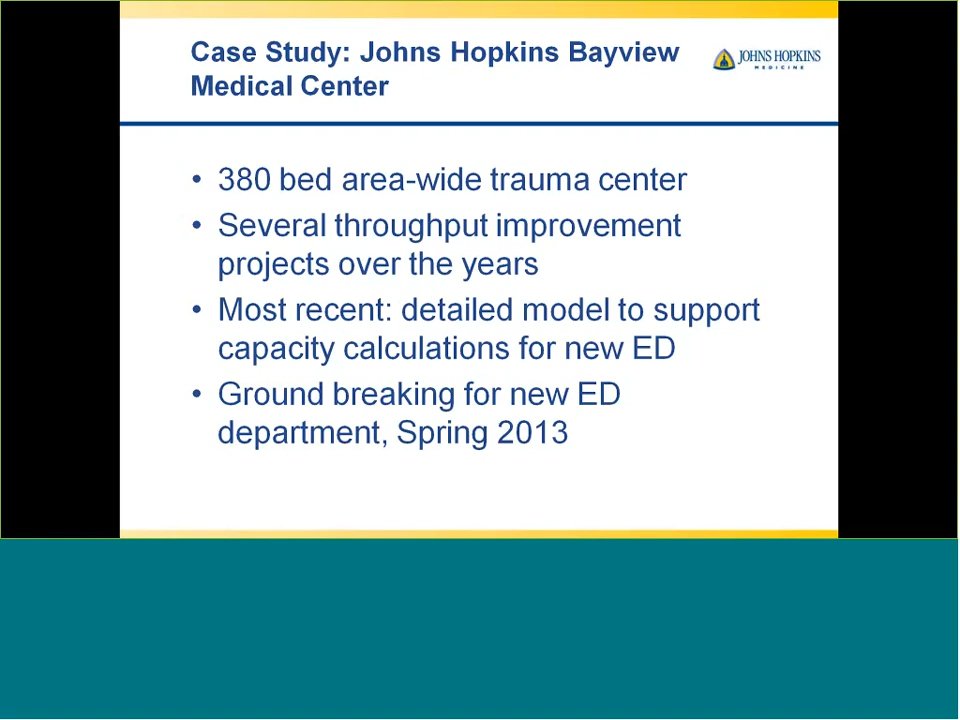 Case Study: Johns Hopkins Bayview
Medical Center
JOHNS HOPKINS
MEDICINE
• 380 bed area-wide trauma center
• Several throughput improvement
projects over the years
• Most recent: detailed model to support
capacity calculations for new ED
• Ground breaking for new ED
department, Spring 2013